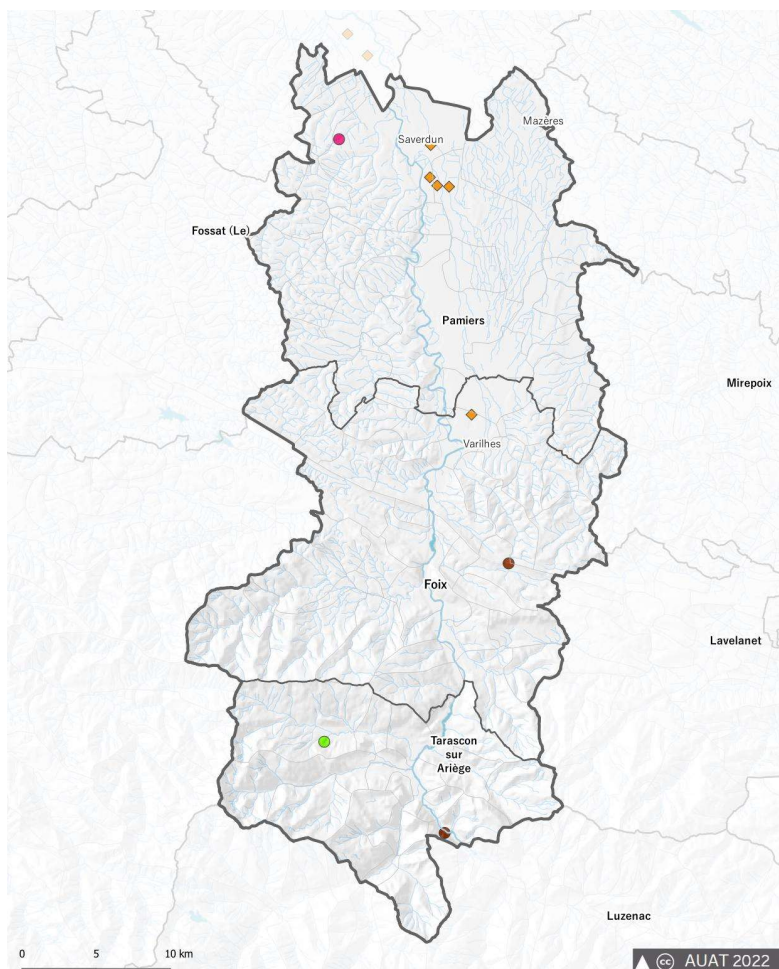 Mazères
Saverdun
Fossat (Le)
Pamiers
Mirepoix
Varilhes
Foix
Lavelanet
Tarascon
sur
Ariège
Luzenac
0 5 10 km
cc AUAT 2022